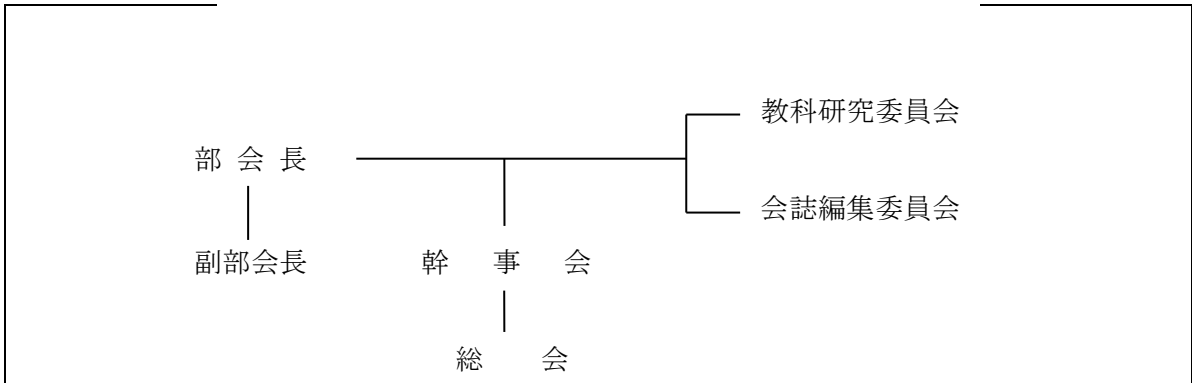 教科研究委員会
部 会 長
会誌編集委員会
副部会長 幹 事 会
総 会